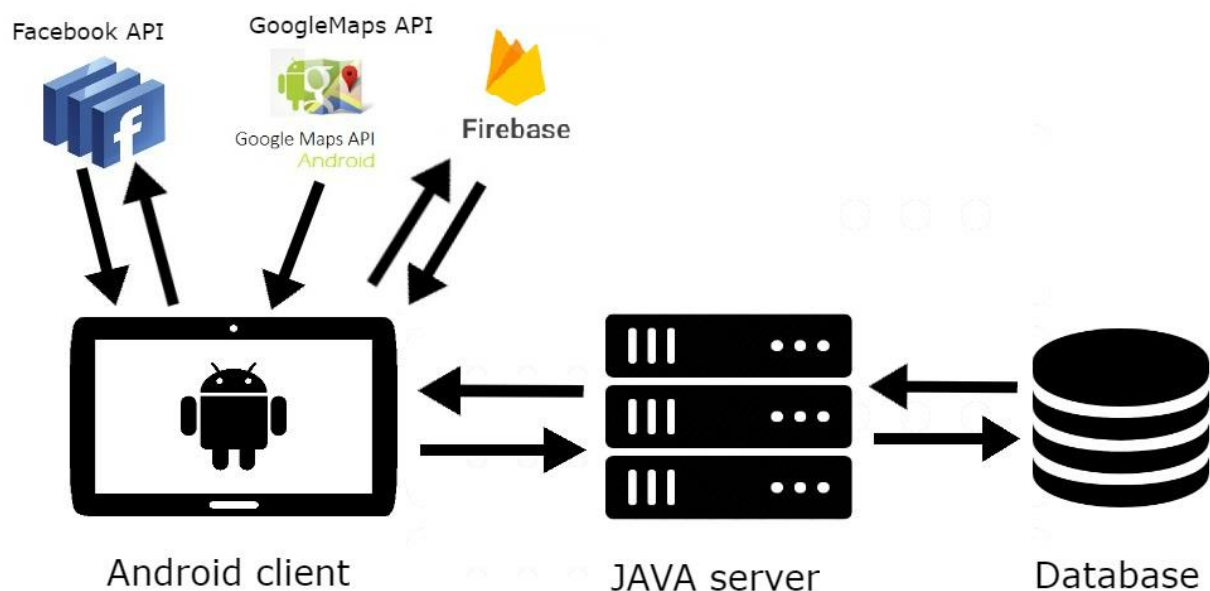 Facebook API
GoogleMaps API
Google Maps API
Android
Firebase
Android client
JAVA server
Database